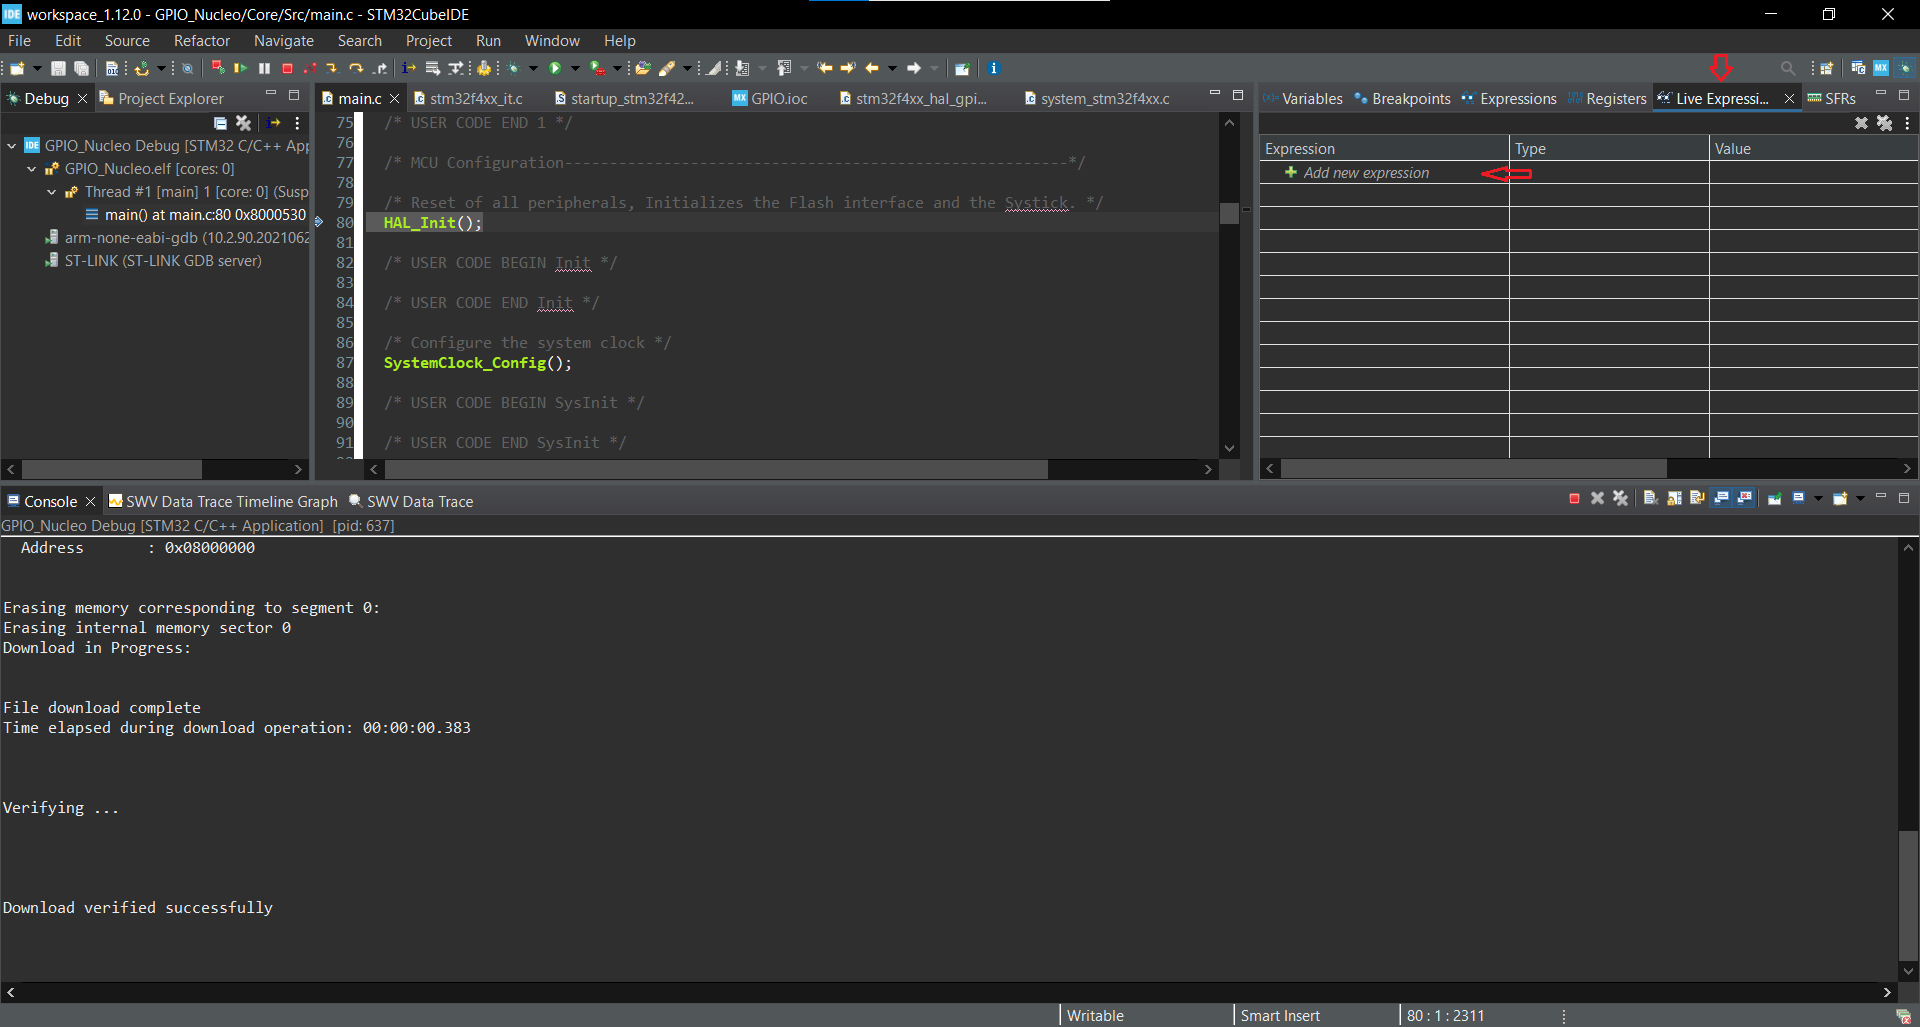 workspace_1.12.0 - GPIO_Nucleo/Core/Src/main.c - STM32CubeIDE
File Edit Source Refactor Navigate Search Project Run Window Help
Debug Project Explorer
GPIO_Nucleo Debug [STM32 C/C++ App
GPIO_Nucleo.elf [cores: 0]
Thread #1 [main] 1 [core: 0] (Susp
main() at main.c:80 0x8000530
arm-none-eabi-gdb (10.2.90.2021062
ST-LINK (ST-LINK GDB server)
main.c stm32f4xx_it.c startup_stm32f42... GPIO.ioc stm32f4xx_hal_gpi... system_stm32f4xx.c
75 /* USER CODE END 1 */
76
77 /* MCU Configuration--------------------------------------------------------*/
78
79 /* Reset of all peripherals, Initializes the Flash interface and the Systick. */
80 HAL_Init();
81
82 /* USER CODE BEGIN Init */
83
84 /* USER CODE END Init */
85
86 /* Configure the system clock */
87 SystemClock_Config();
88
89 /* USER CODE BEGIN SysInit */
90
91 /* USER CODE END SysInit */
Variables Breakpoints Expressions Registers Live Expressi... SFRs
Expression Type Value
Add new expression
Console SWV Data Trace Timeline Graph SWV Data Trace
GPIO_Nucleo Debug [STM32 C/C++ Application] [pid: 637]
Address : 0x08000000
Erasing memory corresponding to segment 0:
Erasing internal memory sector 0
Download in Progress:
File download complete
Time elapsed during download operation: 00:00:00.383
Verifying ...
Download verified successfully
Writable Smart Insert 80 : 1 : 2311